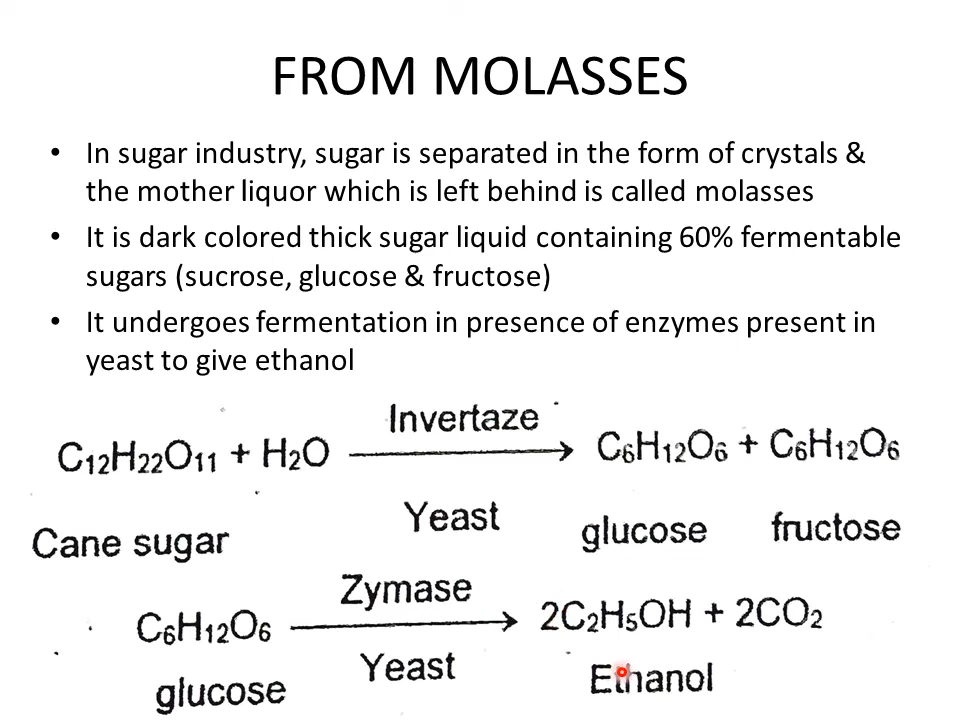 FROM MOLASSES
• In sugar industry, sugar is separated in the form of crystals &
the mother liquor which is left behind is called molasses
• It is dark colored thick sugar liquid containing 60% fermentable
sugars (sucrose, glucose & fructose)
• It undergoes fermentation in presence of enzymes present in
yeast to give ethanol
Invertaze
C₁₂H₂₂O₁₁ + H₂O ⟶ C₆H₁₂O₆ + C₆H₁₂O₆
Yeast
Cane sugar glucose fructose
Zymase
C₆H₁₂O₆ ⟶ 2C₂H₅OH + 2CO₂
Yeast
glucose Ethanol